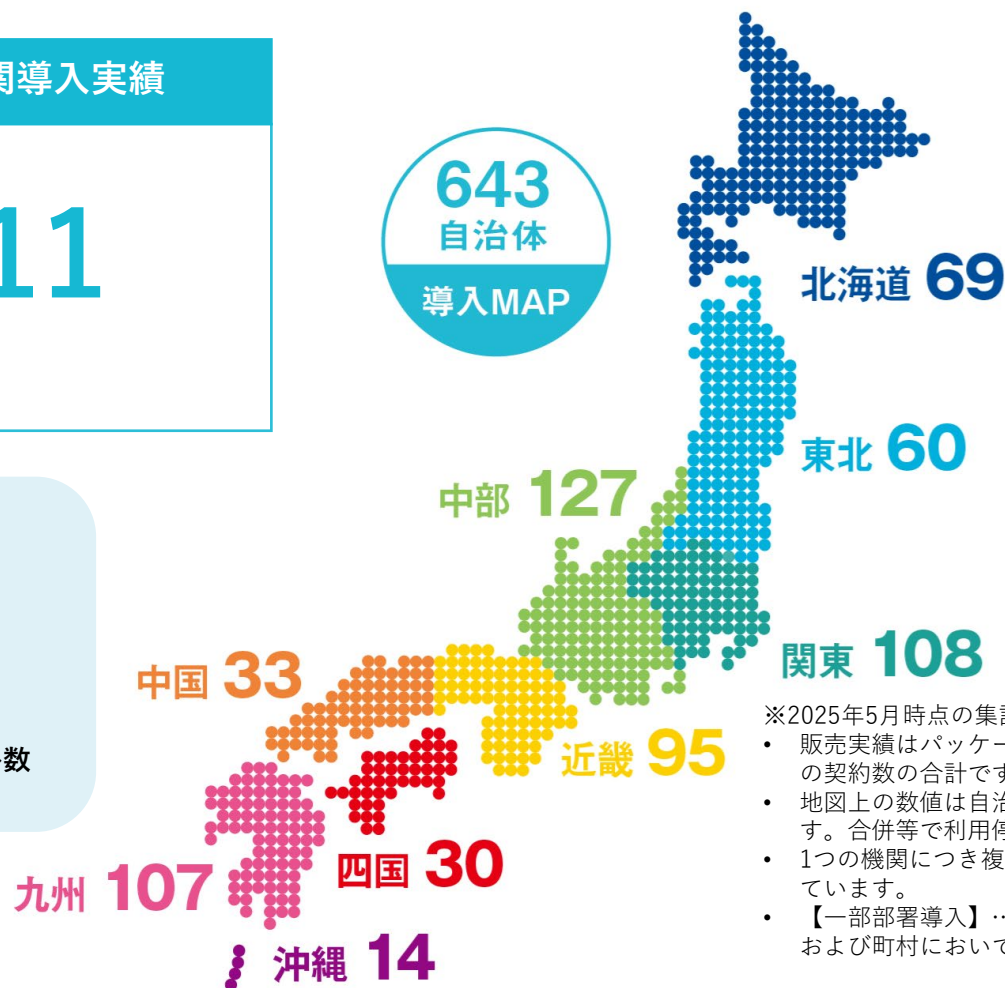 関導入実績
11
643
自治体
導入MAP
北海道 69
東北 60
中部 127
関東 108
中国 33
近畿 95
数
四国 30
九州 107
沖縄 14
※2025年5月時点の集
• 販売実績はパッケー
の契約数の合計です
• 地図上の数値は自治
す。合併等で利用停
• 1つの機関につき複
ています。
• 【一部部署導入】…
および町村において